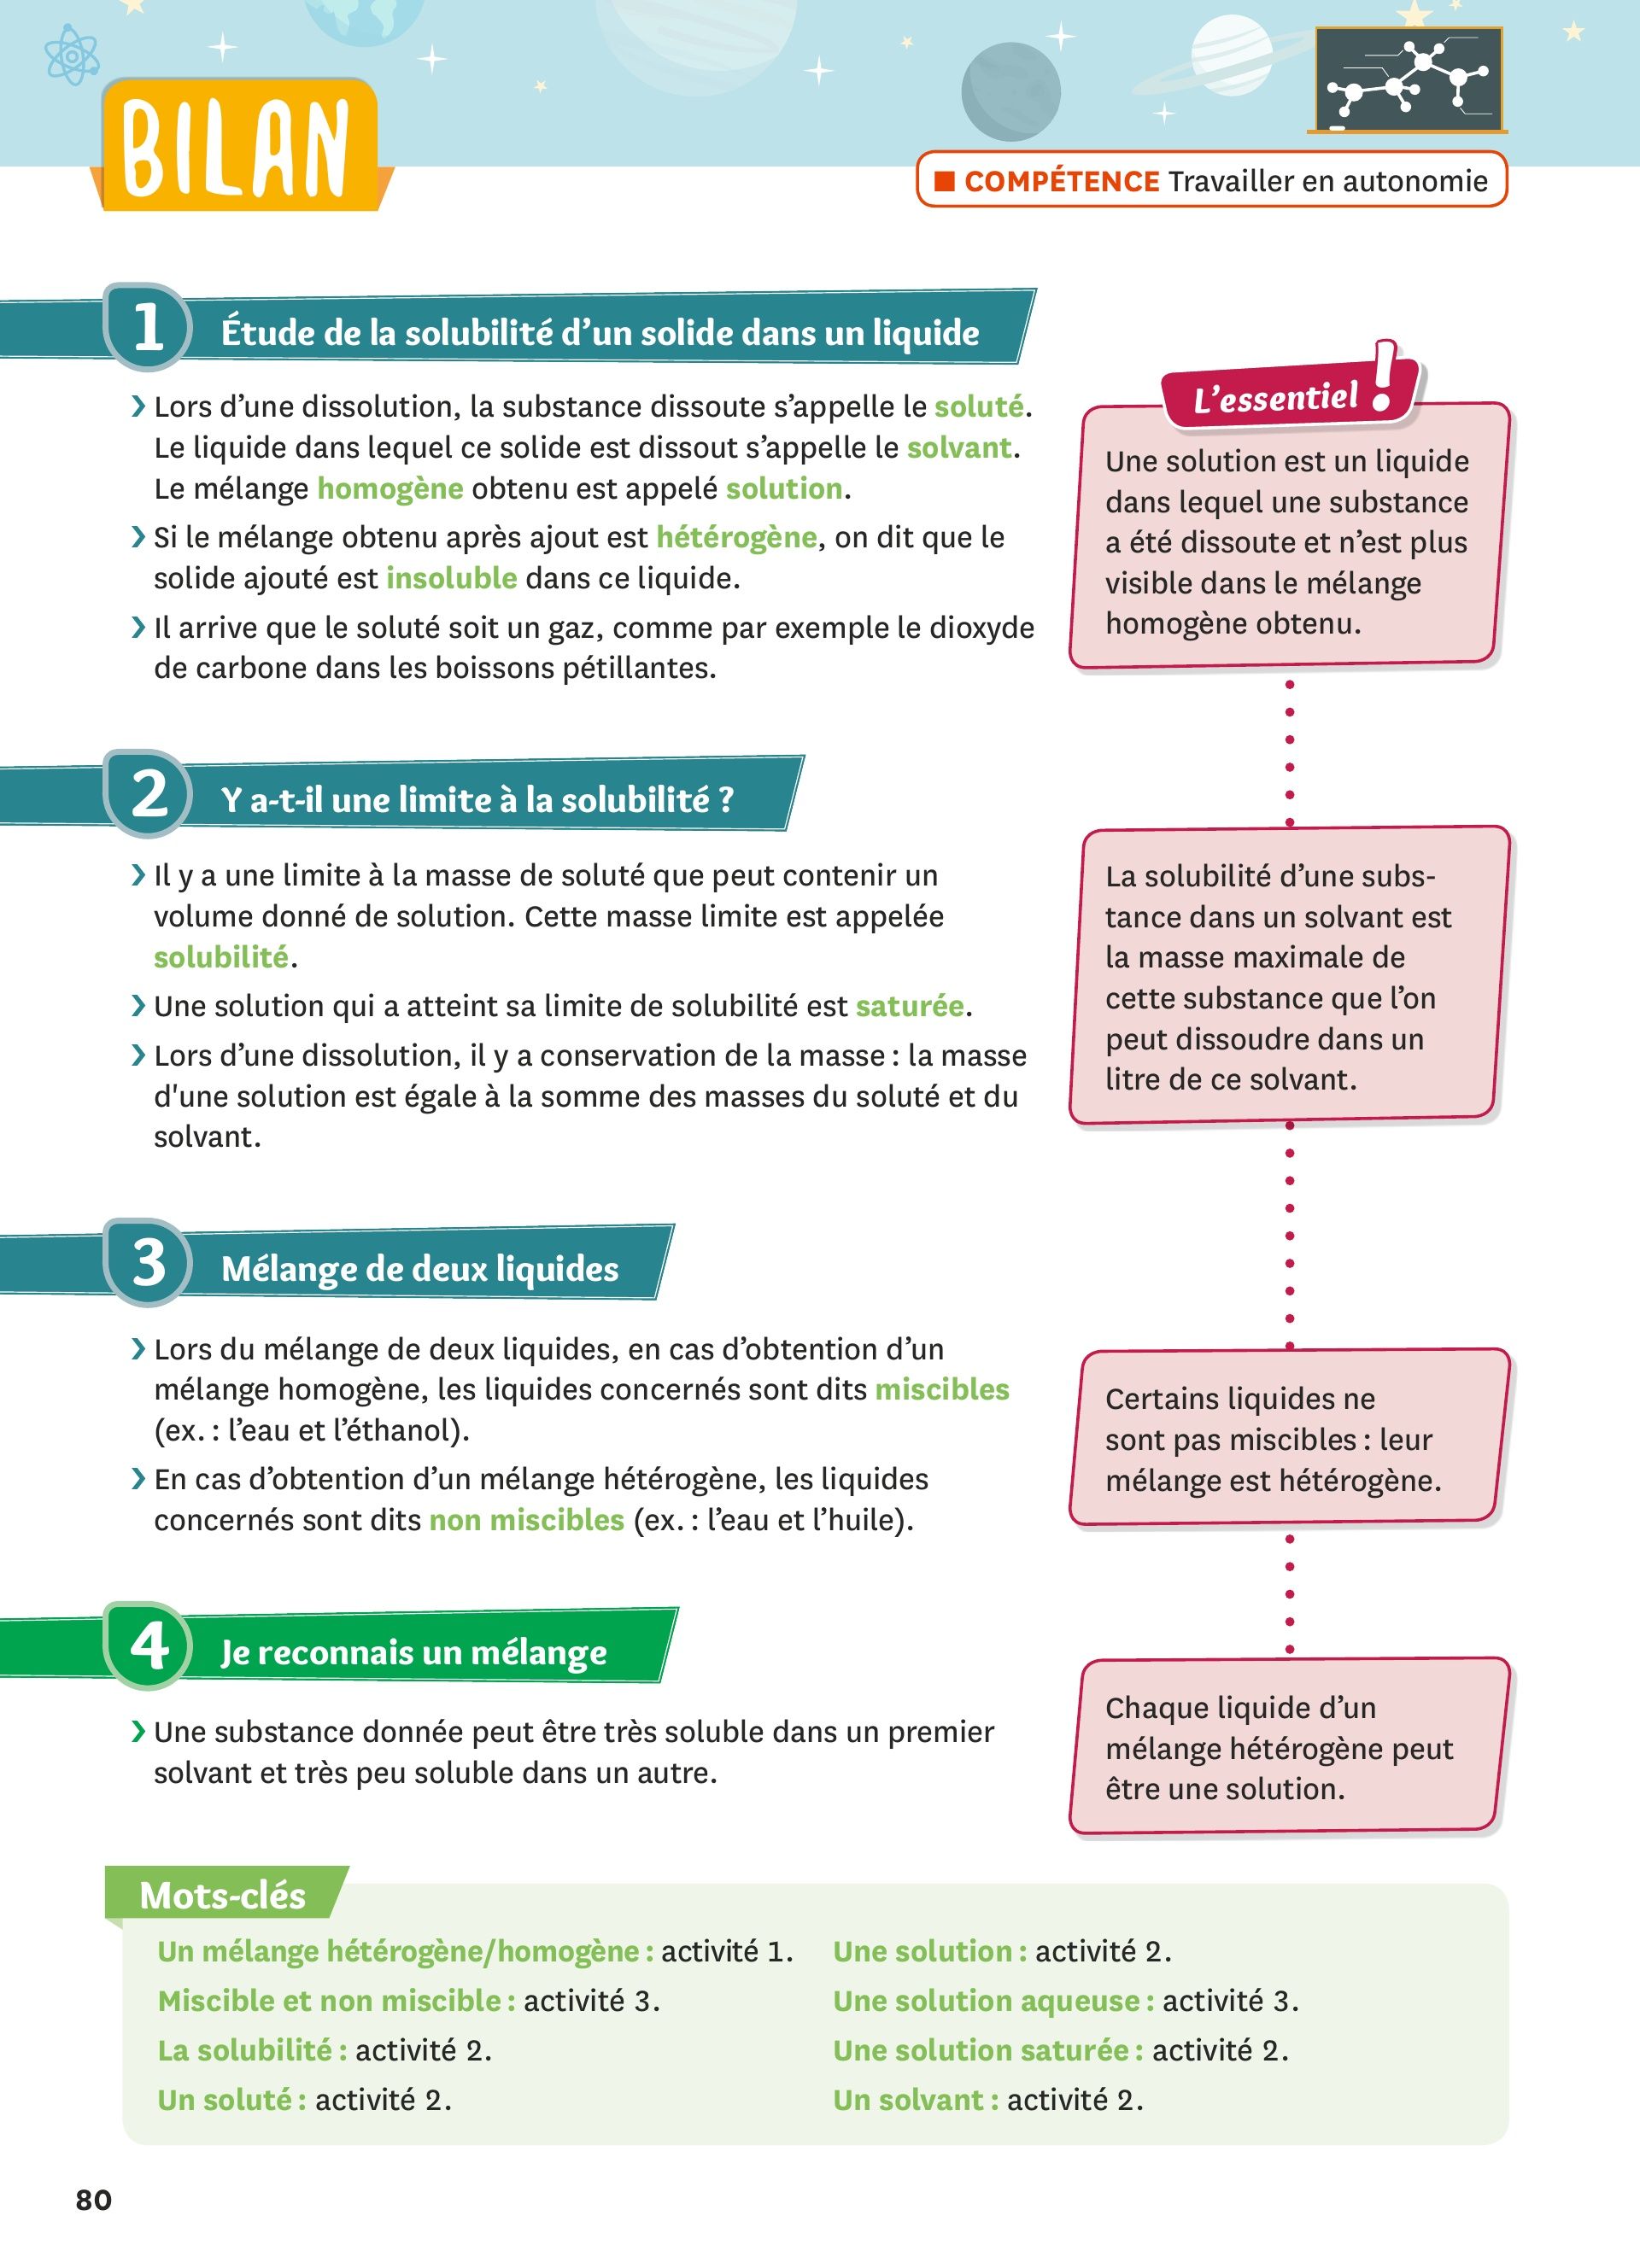 BILAN
■ COMPÉTENCE Travailler en autonomie
1 Étude de la solubilité d’un solide dans un liquide
❯ Lors d’une dissolution, la substance dissoute s’appelle le soluté.
Le liquide dans lequel ce solide est dissout s’appelle le solvant.
Le mélange homogène obtenu est appelé solution.
❯ Si le mélange obtenu après ajout est hétérogène, on dit que le
solide ajouté est insoluble dans ce liquide.
❯ Il arrive que le soluté soit un gaz, comme par exemple le dioxyde
de carbone dans les boissons pétillantes.
L’essentiel !
Une solution est un liquide
dans lequel une substance
a été dissoute et n’est plus
visible dans le mélange
homogène obtenu.
2 Y a-t-il une limite à la solubilité ?
❯ Il y a une limite à la masse de soluté que peut contenir un
volume donné de solution. Cette masse limite est appelée
solubilité.
❯ Une solution qui a atteint sa limite de solubilité est saturée.
❯ Lors d’une dissolution, il y a conservation de la masse : la masse
d'une solution est égale à la somme des masses du soluté et du
solvant.
La solubilité d’une subs-
tance dans un solvant est
la masse maximale de
cette substance que l’on
peut dissoudre dans un
litre de ce solvant.
3 Mélange de deux liquides
❯ Lors du mélange de deux liquides, en cas d’obtention d’un
mélange homogène, les liquides concernés sont dits miscibles
(ex. : l’eau et l’éthanol).
❯ En cas d’obtention d’un mélange hétérogène, les liquides
concernés sont dits non miscibles (ex. : l’eau et l’huile).
Certains liquides ne
sont pas miscibles : leur
mélange est hétérogène.
4 Je reconnais un mélange
❯ Une substance donnée peut être très soluble dans un premier
solvant et très peu soluble dans un autre.
Chaque liquide d’un
mélange hétérogène peut
être une solution.
Mots-clés
Un mélange hétérogène/homogène : activité 1.
Miscible et non miscible : activité 3.
La solubilité : activité 2.
Un soluté : activité 2.
Une solution : activité 2.
Une solution aqueuse : activité 3.
Une solution saturée : activité 2.
Un solvant : activité 2.
80